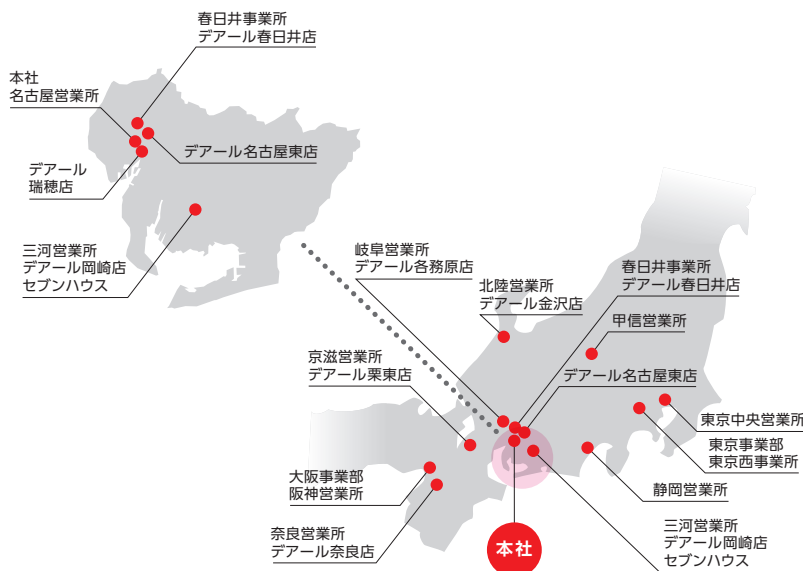 春日井事業所
デアール春日井店
本社
名古屋営業所
デアール名古屋東店
デアール
瑞穂店
三河営業所
デアール岡崎店
セブンハウス
岐阜営業所
デアール各務原店
北陸営業所
デアール金沢店
春日井事業所
デアール春日井店
甲信営業所
京滋営業所
デアール栗東店
デアール名古屋東店
東京中央営業所
東京事業部
東京西事業所
大阪事業部
阪神営業所
静岡営業所
奈良営業所
デアール奈良店
本社
三河営業所
デアール岡崎店
セブンハウス